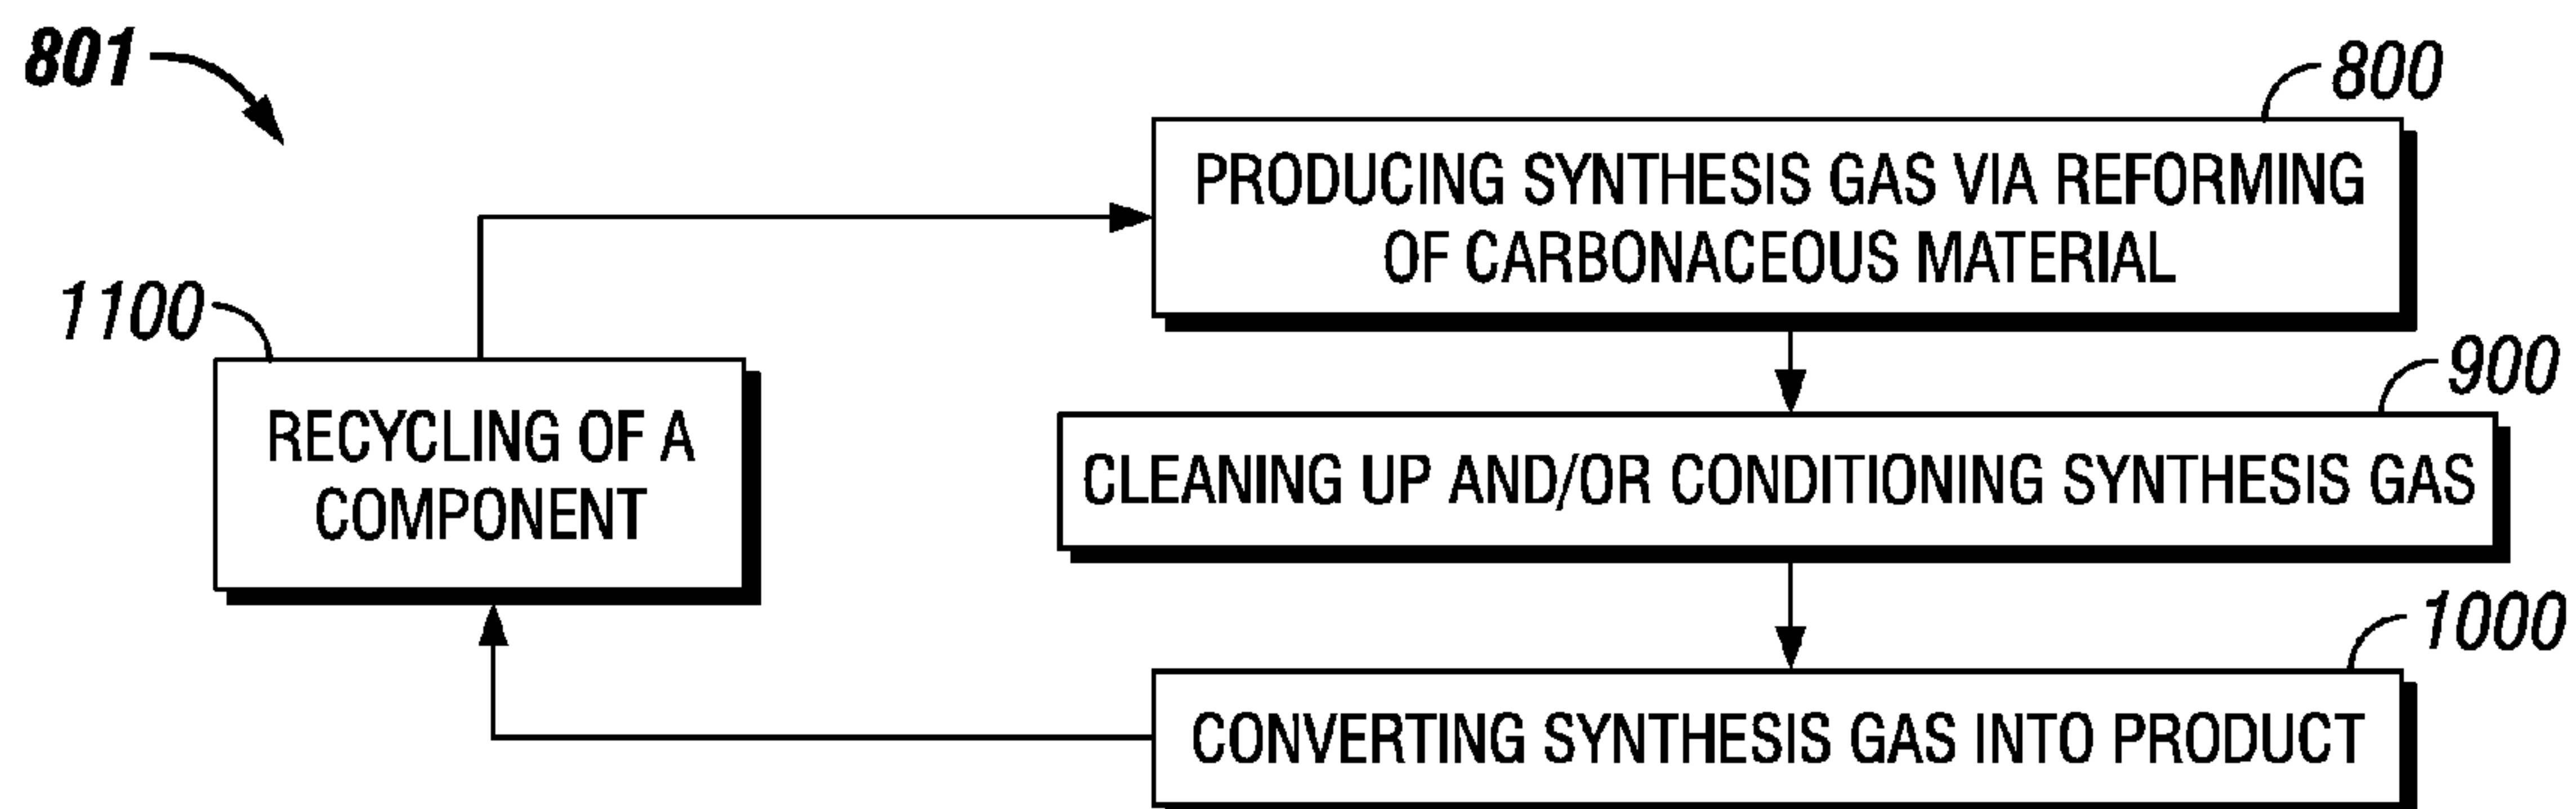 801
800
PRODUCING SYNTHESIS GAS VIA REFORMING
OF CARBONACEOUS MATERIAL
1100
RECYCLING OF A
COMPONENT
900
CLEANING UP AND/OR CONDITIONING SYNTHESIS GAS
1000
CONVERTING SYNTHESIS GAS INTO PRODUCT